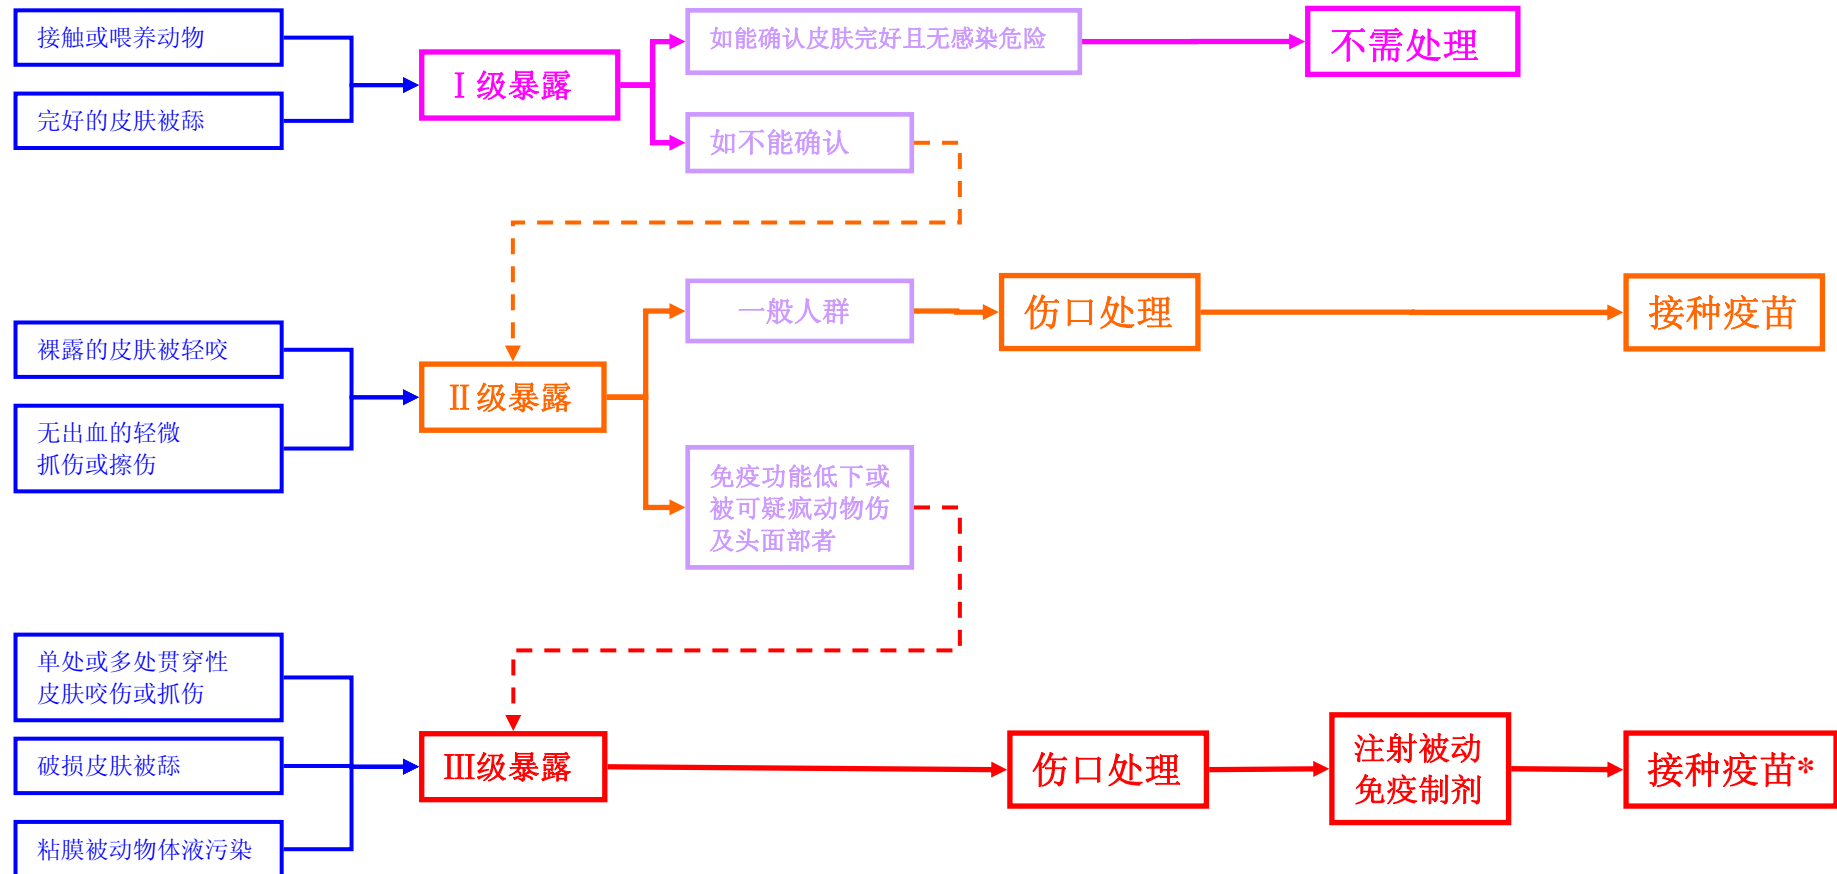 接触或喂养动物
完好的皮肤被舔
Ⅰ级暴露
如能确认皮肤完好且无感染危险
不需处理
如不能确认
裸露的皮肤被轻咬
无出血的轻微
抓伤或擦伤
Ⅱ级暴露
一般人群
伤口处理
接种疫苗
免疫功能低下或
被可疑疯动物伤
及头面部者
单处或多处贯穿性
皮肤咬伤或抓伤
破损皮肤被舔
粘膜被动物体液污染
Ⅲ级暴露
伤口处理
注射被动
免疫制剂
接种疫苗*